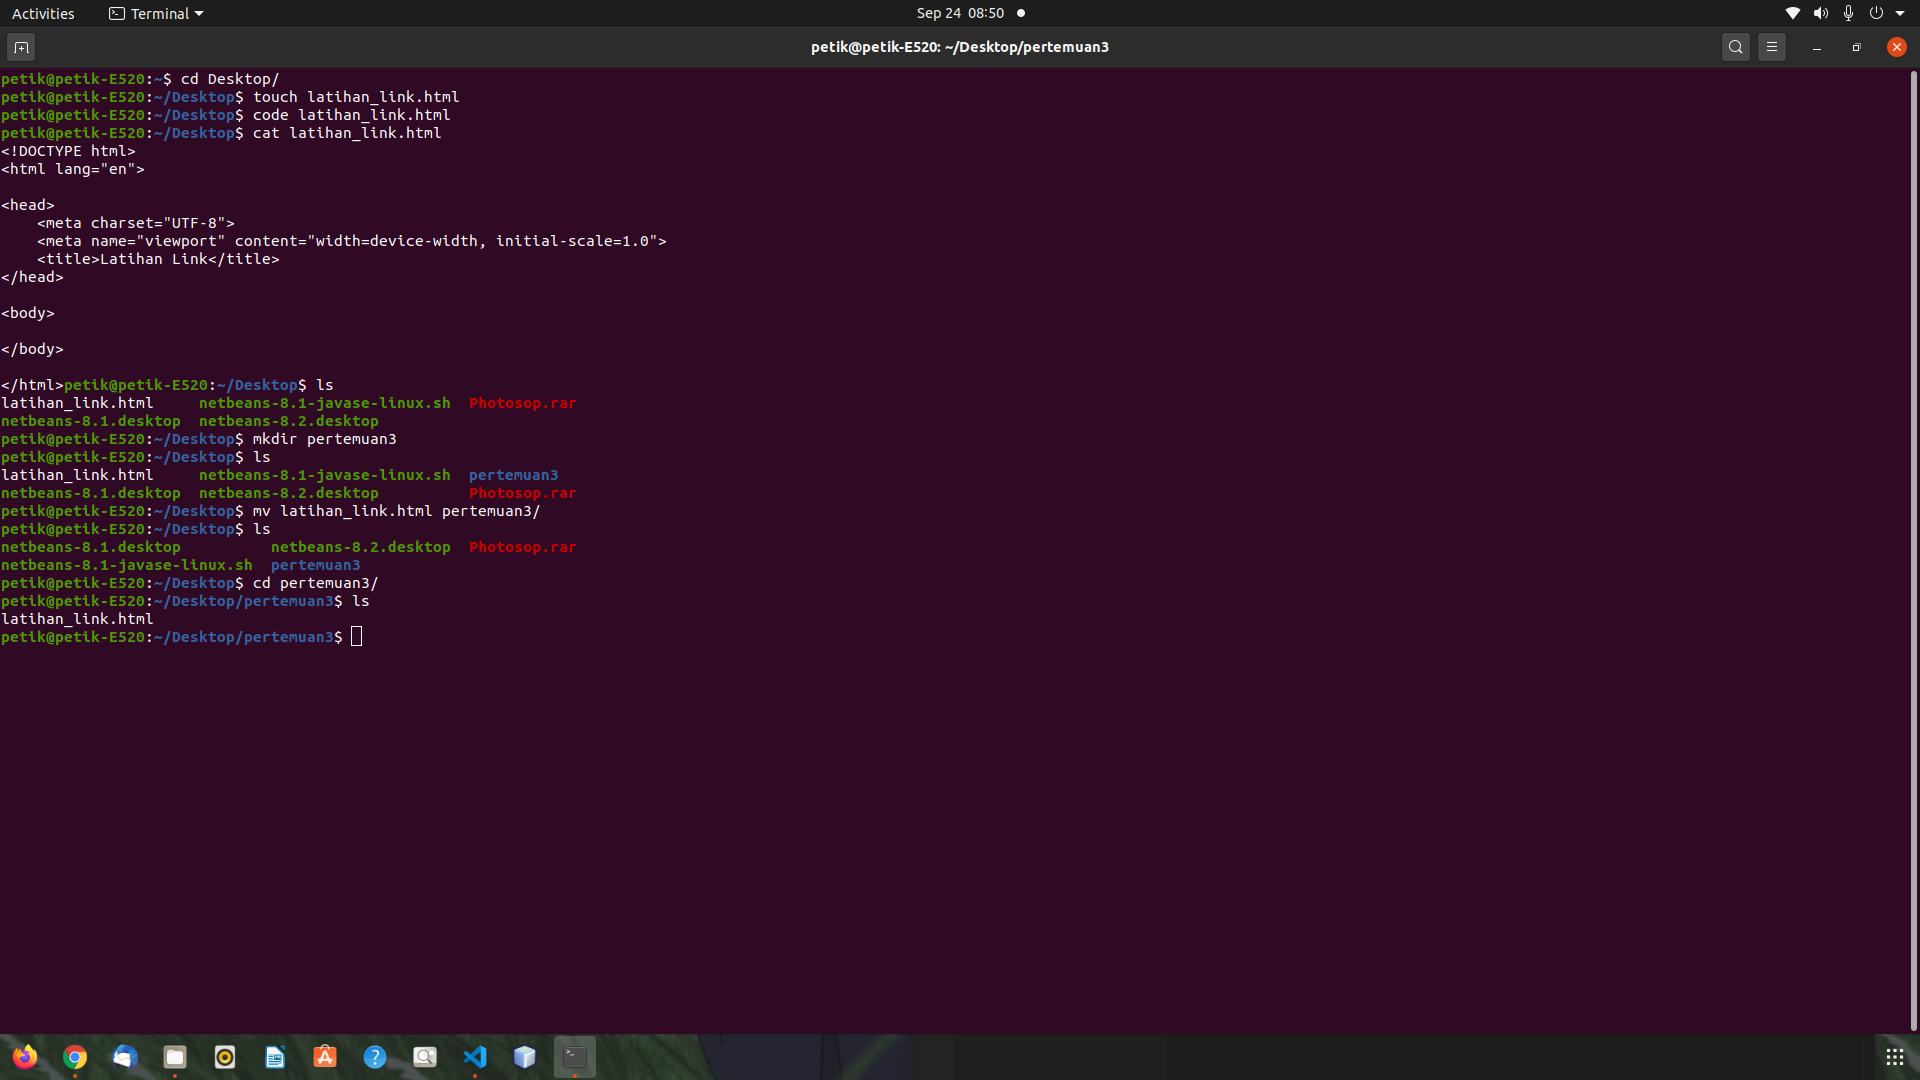 Activities Terminal Sep 24 08:50
petik@petik-E520: ~/Desktop/pertemuan3
petik@petik-E520:~$ cd Desktop/
petik@petik-E520:~/Desktop$ touch latihan_link.html
petik@petik-E520:~/Desktop$ code latihan_link.html
petik@petik-E520:~/Desktop$ cat latihan_link.html
<!DOCTYPE html>
<html lang="en">

<head>
    <meta charset="UTF-8">
    <meta name="viewport" content="width=device-width, initial-scale=1.0">
    <title>Latihan Link</title>
</head>

<body>

</body>

</html>petik@petik-E520:~/Desktop$ ls
latihan_link.html     netbeans-8.1-javase-linux.sh  Photosop.rar
netbeans-8.1.desktop  netbeans-8.2.desktop
petik@petik-E520:~/Desktop$ mkdir pertemuan3
petik@petik-E520:~/Desktop$ ls
latihan_link.html     netbeans-8.1-javase-linux.sh  pertemuan3
netbeans-8.1.desktop  netbeans-8.2.desktop          Photosop.rar
petik@petik-E520:~/Desktop$ mv latihan_link.html pertemuan3/
petik@petik-E520:~/Desktop$ ls
netbeans-8.1.desktop          netbeans-8.2.desktop  Photosop.rar
netbeans-8.1-javase-linux.sh  pertemuan3
petik@petik-E520:~/Desktop$ cd pertemuan3/
petik@petik-E520:~/Desktop/pertemuan3$ ls
latihan_link.html
petik@petik-E520:~/Desktop/pertemuan3$